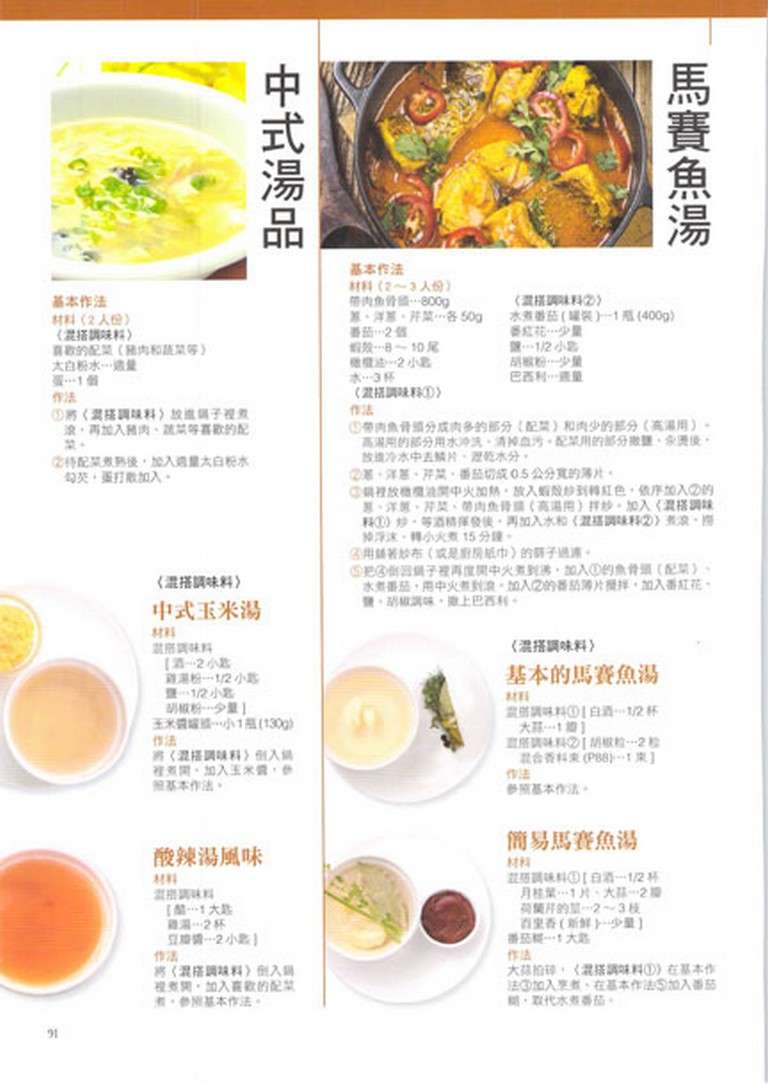 馬賽魚湯
基本作法
材料（2～3人份）
帶肉魚骨頭…800g
蔥、洋蔥、芹菜…各50g
番茄…2個
蝦殼…8～10尾
橄欖油…2小匙
水…3杯
〈混搭調味料①〉
〈混搭調味料②〉
水煮番茄(罐裝)…1瓶(400g)
番紅花…少量
鹽…1/2小匙
胡椒粉…少量
巴西利…適量
作法
①帶肉魚骨頭分成肉多的部分（配菜）和肉少的部分（高湯用）。
高湯用的部分用水沖洗、清掉血污。配菜用的部分撒鹽、汆燙後，
放進冷水中去鱗片、瀝乾水分。
②蔥、洋蔥、芹菜、番茄切成0.5公分寬的薄片。
③鍋裡放橄欖油開中火加熱，放入蝦殼炒到轉紅色，依序加入②的
蔥、洋蔥、芹菜、帶肉魚骨頭（高湯用）拌炒。加入〈混搭調味
料①〉炒，等酒精揮發後，再加入水和〈混搭調味料②〉煮滾，撈
掉浮沫，轉小火煮15分鐘。
④用鋪著紗布（或是廚房紙巾）的篩子過濾。
⑤把④倒回鍋子裡再度開中火煮到沸，加入①的魚骨頭（配菜）、
水煮番茄，用中火煮到滾。加入②的番茄薄片攪拌，加入番紅花、
鹽、胡椒調味，撒上巴西利。
〈混搭調味料〉
基本的馬賽魚湯
材料
混搭調味料①[白酒…1/2杯
大蒜…1瓣]
混搭調味料②[胡椒粒…2粒
混合香料束(P88)…1束]
作法
參照基本作法。
簡易馬賽魚湯
材料
混搭調味料①[白酒…1/2杯
月桂葉…1片、大蒜…2瓣
荷蘭芹的莖…2～3枝
百里香(新鮮)…少量]
番茄糊…1大匙
作法
大蒜拍碎，〈混搭調味料①〉在基本作
法③加入烹煮、在基本作法⑤加入番茄
糊，取代水煮番茄。
中式湯品
基本作法
材料（2人份）
〈混搭調味料〉
喜歡的配菜（豬肉和蔬菜等）
太白粉水…適量
蛋…1個
作法
①將〈混搭調味料〉放進鍋子裡煮
滾，再加入豬肉、蔬菜等喜歡的配
菜。
②待配菜煮熟後，加入適量太白粉水
勾芡，蛋打散加入。
〈混搭調味料〉
中式玉米湯
材料
混搭調味料
[酒…2小匙
雞湯粉…1/2小匙
鹽…1/2小匙
胡椒粉…少量]
玉米醬罐頭…小1瓶(130g)
作法
將〈混搭調味料〉倒入鍋
裡煮開，加入玉米醬，參
照基本作法。
酸辣湯風味
材料
混搭調味料
[醋…1大匙
雞湯…2杯
豆瓣醬…2小匙]
作法
將〈混搭調味料〉倒入鍋
裡煮開，加入喜歡的配菜
煮，參照基本作法。
91